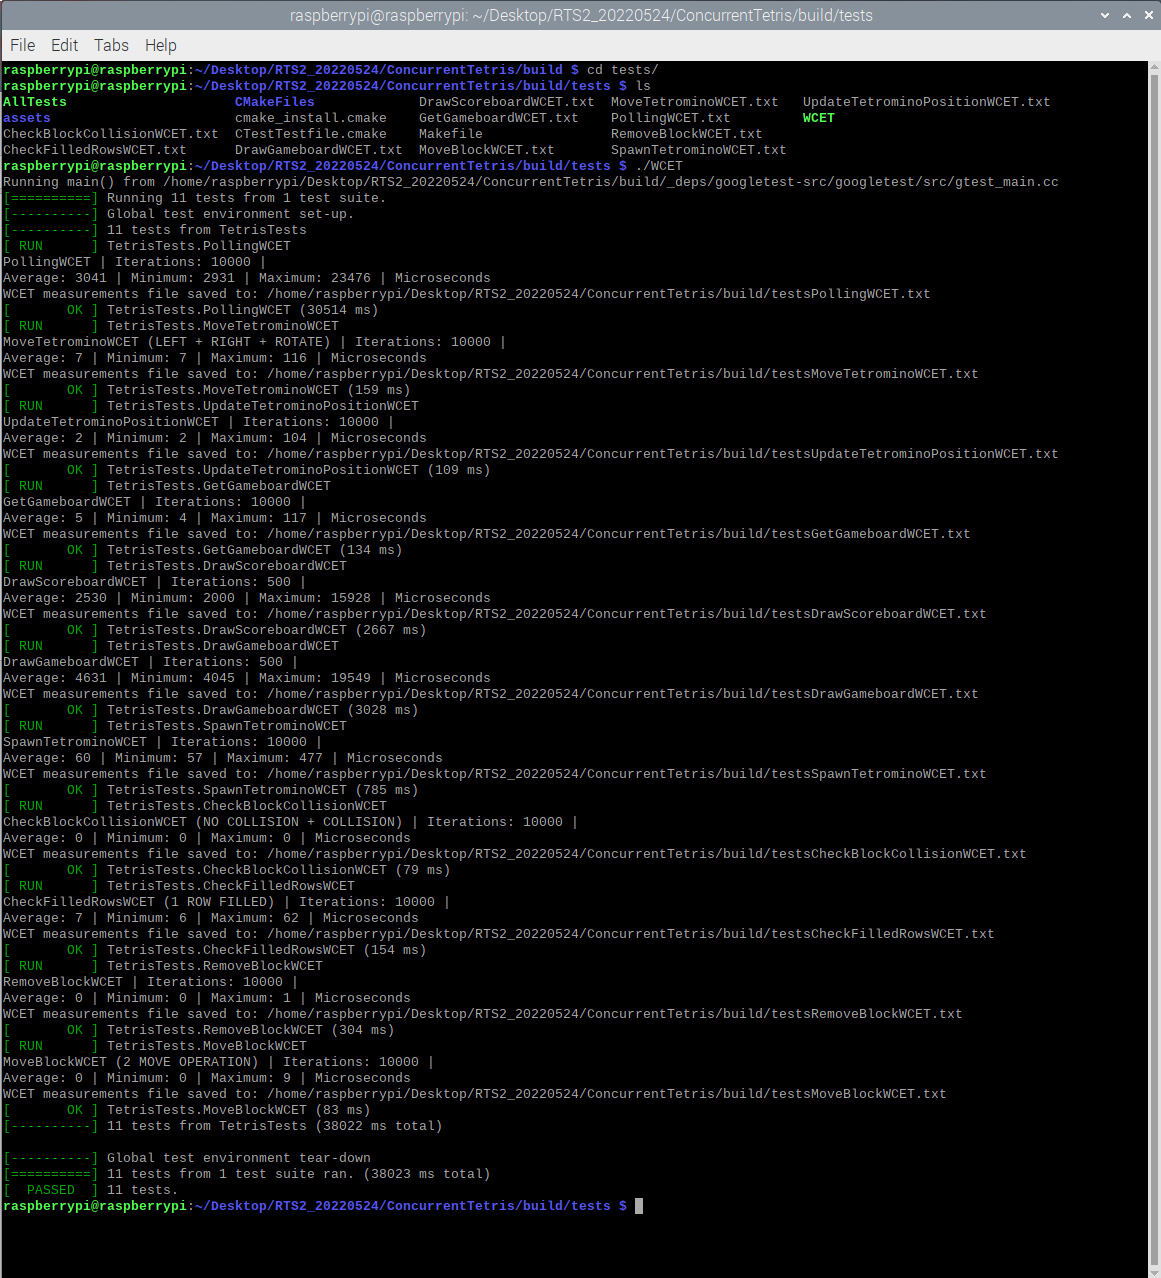 raspberrypi@raspberrypi: ~/Desktop/RTS2_20220524/ConcurrentTetris/build/tests
File Edit Tabs Help
raspberrypi@raspberrypi:~/Desktop/RTS2_20220524/ConcurrentTetris/build $ cd tests/
raspberrypi@raspberrypi:~/Desktop/RTS2_20220524/ConcurrentTetris/build/tests $ ls
AllTests CMakeFiles DrawScoreboardWCET.txt MoveTetrominoWCET.txt UpdateTetrominoPositionWCET.txt
assets cmake_install.cmake GetGameboardWCET.txt PollingWCET.txt WCET
CheckBlockCollisionWCET.txt CTestTestfile.cmake Makefile RemoveBlockWCET.txt
CheckFilledRowsWCET.txt DrawGameboardWCET.txt MoveBlockWCET.txt SpawnTetrominoWCET.txt
raspberrypi@raspberrypi:~/Desktop/RTS2_20220524/ConcurrentTetris/build/tests $ ./WCET
Running main() from /home/raspberrypi/Desktop/RTS2_20220524/ConcurrentTetris/build/_deps/googletest-src/googletest/src/gtest_main.cc
[==========] Running 11 tests from 1 test suite.
[----------] Global test environment set-up.
[----------] 11 tests from TetrisTests
[ RUN      ] TetrisTests.PollingWCET
PollingWCET | Iterations: 10000 |
Average: 3041 | Minimum: 2931 | Maximum: 23476 | Microseconds
WCET measurements file saved to: /home/raspberrypi/Desktop/RTS2_20220524/ConcurrentTetris/build/testsPollingWCET.txt
[       OK ] TetrisTests.PollingWCET (30514 ms)
[ RUN      ] TetrisTests.MoveTetrominoWCET
MoveTetrominoWCET (LEFT + RIGHT + ROTATE) | Iterations: 10000 |
Average: 7 | Minimum: 7 | Maximum: 116 | Microseconds
WCET measurements file saved to: /home/raspberrypi/Desktop/RTS2_20220524/ConcurrentTetris/build/testsMoveTetrominoWCET.txt
[       OK ] TetrisTests.MoveTetrominoWCET (159 ms)
[ RUN      ] TetrisTests.UpdateTetrominoPositionWCET
UpdateTetrominoPositionWCET | Iterations: 10000 |
Average: 2 | Minimum: 2 | Maximum: 104 | Microseconds
WCET measurements file saved to: /home/raspberrypi/Desktop/RTS2_20220524/ConcurrentTetris/build/testsUpdateTetrominoPositionWCET.txt
[       OK ] TetrisTests.UpdateTetrominoPositionWCET (109 ms)
[ RUN      ] TetrisTests.GetGameboardWCET
GetGameboardWCET | Iterations: 10000 |
Average: 5 | Minimum: 4 | Maximum: 117 | Microseconds
WCET measurements file saved to: /home/raspberrypi/Desktop/RTS2_20220524/ConcurrentTetris/build/testsGetGameboardWCET.txt
[       OK ] TetrisTests.GetGameboardWCET (134 ms)
[ RUN      ] TetrisTests.DrawScoreboardWCET
DrawScoreboardWCET | Iterations: 500 |
Average: 2530 | Minimum: 2000 | Maximum: 15928 | Microseconds
WCET measurements file saved to: /home/raspberrypi/Desktop/RTS2_20220524/ConcurrentTetris/build/testsDrawScoreboardWCET.txt
[       OK ] TetrisTests.DrawScoreboardWCET (2667 ms)
[ RUN      ] TetrisTests.DrawGameboardWCET
DrawGameboardWCET | Iterations: 500 |
Average: 4631 | Minimum: 4045 | Maximum: 19549 | Microseconds
WCET measurements file saved to: /home/raspberrypi/Desktop/RTS2_20220524/ConcurrentTetris/build/testsDrawGameboardWCET.txt
[       OK ] TetrisTests.DrawGameboardWCET (3028 ms)
[ RUN      ] TetrisTests.SpawnTetrominoWCET
SpawnTetrominoWCET | Iterations: 10000 |
Average: 60 | Minimum: 57 | Maximum: 477 | Microseconds
WCET measurements file saved to: /home/raspberrypi/Desktop/RTS2_20220524/ConcurrentTetris/build/testsSpawnTetrominoWCET.txt
[       OK ] TetrisTests.SpawnTetrominoWCET (785 ms)
[ RUN      ] TetrisTests.CheckBlockCollisionWCET
CheckBlockCollisionWCET (NO COLLISION + COLLISION) | Iterations: 10000 |
Average: 0 | Minimum: 0 | Maximum: 0 | Microseconds
WCET measurements file saved to: /home/raspberrypi/Desktop/RTS2_20220524/ConcurrentTetris/build/testsCheckBlockCollisionWCET.txt
[       OK ] TetrisTests.CheckBlockCollisionWCET (79 ms)
[ RUN      ] TetrisTests.CheckFilledRowsWCET
CheckFilledRowsWCET (1 ROW FILLED) | Iterations: 10000 |
Average: 7 | Minimum: 6 | Maximum: 62 | Microseconds
WCET measurements file saved to: /home/raspberrypi/Desktop/RTS2_20220524/ConcurrentTetris/build/testsCheckFilledRowsWCET.txt
[       OK ] TetrisTests.CheckFilledRowsWCET (154 ms)
[ RUN      ] TetrisTests.RemoveBlockWCET
RemoveBlockWCET | Iterations: 10000 |
Average: 0 | Minimum: 0 | Maximum: 1 | Microseconds
WCET measurements file saved to: /home/raspberrypi/Desktop/RTS2_20220524/ConcurrentTetris/build/testsRemoveBlockWCET.txt
[       OK ] TetrisTests.RemoveBlockWCET (304 ms)
[ RUN      ] TetrisTests.MoveBlockWCET
MoveBlockWCET (2 MOVE OPERATION) | Iterations: 10000 |
Average: 0 | Minimum: 0 | Maximum: 9 | Microseconds
WCET measurements file saved to: /home/raspberrypi/Desktop/RTS2_20220524/ConcurrentTetris/build/testsMoveBlockWCET.txt
[       OK ] TetrisTests.MoveBlockWCET (83 ms)
[----------] 11 tests from TetrisTests (38022 ms total)
[----------] Global test environment tear-down
[==========] 11 tests from 1 test suite ran. (38023 ms total)
[  PASSED  ] 11 tests.
raspberrypi@raspberrypi:~/Desktop/RTS2_20220524/ConcurrentTetris/build/tests $